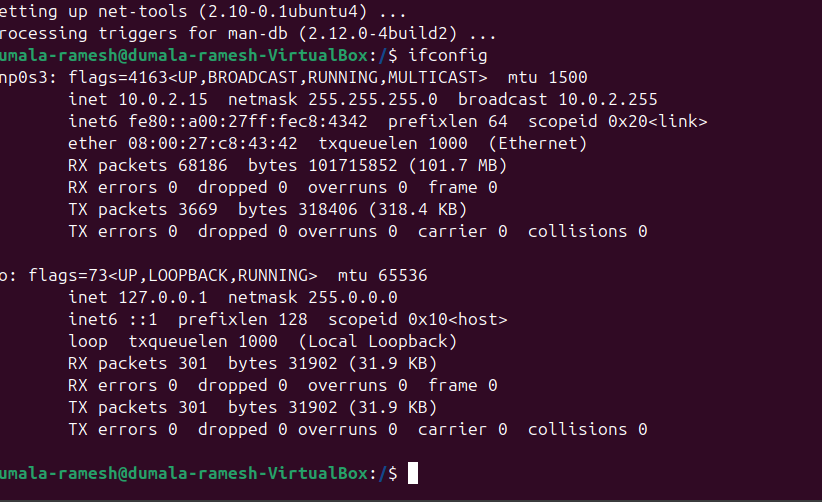 etting up net-tools (2.10-0.1ubuntu4) ...
rocessing triggers for man-db (2.12.0-4build2) ...
umala-ramesh@dumala-ramesh-VirtualBox:/$ ifconfig
np0s3: flags=4163<UP,BROADCAST,RUNNING,MULTICAST>  mtu 1500
        inet 10.0.2.15  netmask 255.255.255.0  broadcast 10.0.2.255
        inet6 fe80::a00:27ff:fec8:4342  prefixlen 64  scopeid 0x20<link>
        ether 08:00:27:c8:43:42  txqueuelen 1000  (Ethernet)
        RX packets 68186  bytes 101715852 (101.7 MB)
        RX errors 0  dropped 0  overruns 0  frame 0
        TX packets 3669  bytes 318406 (318.4 KB)
        TX errors 0  dropped 0 overruns 0  carrier 0  collisions 0

o: flags=73<UP,LOOPBACK,RUNNING>  mtu 65536
        inet 127.0.0.1  netmask 255.0.0.0
        inet6 ::1  prefixlen 128  scopeid 0x10<host>
        loop  txqueuelen 1000  (Local Loopback)
        RX packets 301  bytes 31902 (31.9 KB)
        RX errors 0  dropped 0  overruns 0  frame 0
        TX packets 301  bytes 31902 (31.9 KB)
        TX errors 0  dropped 0 overruns 0  carrier 0  collisions 0

umala-ramesh@dumala-ramesh-VirtualBox:/$